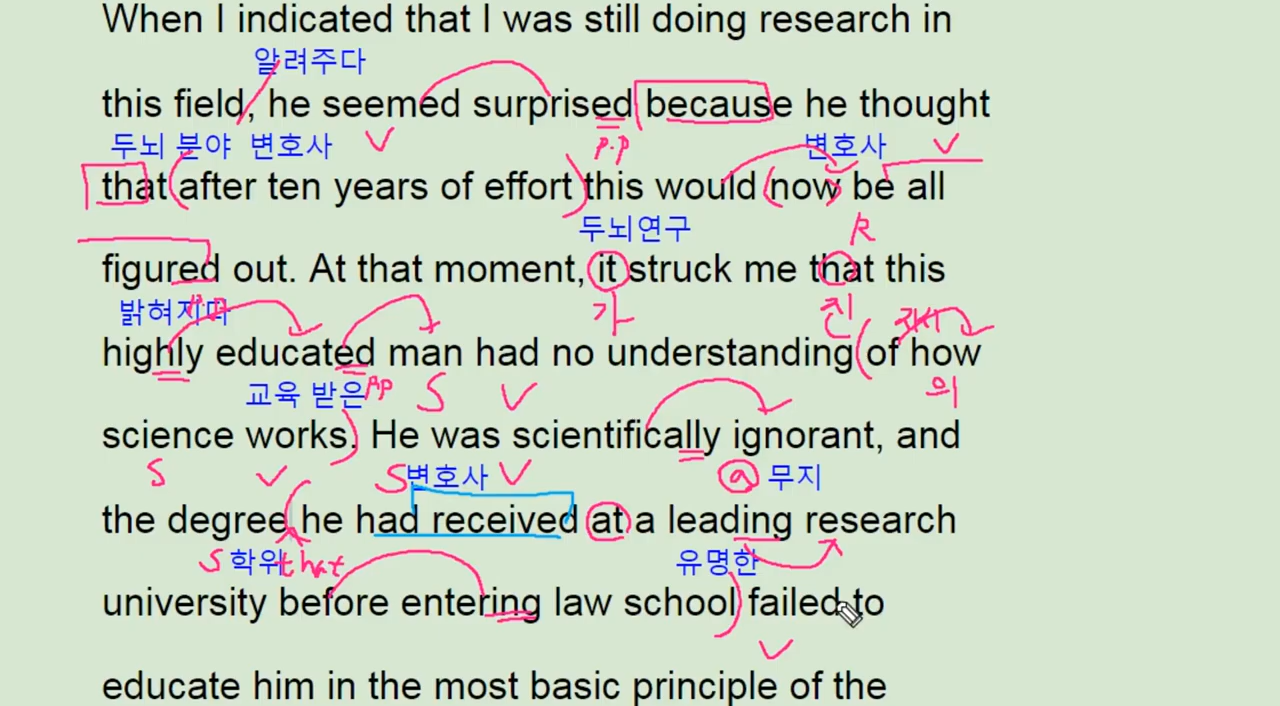 When I indicated that I was still doing research in
알려주다
this field, he seemed surprised because he thought
두뇌 분야 변호사 V p.p 변호사 V
that after ten years of effort this would now be all
두뇌연구 R
figured out. At that moment, it struck me that this
밝혀지다 p.p 가 진
highly educated man had no understanding of how
교육 받은 pp S V 의
science works. He was scientifically ignorant, and
S V S 변호사 V ⓐ 무지
the degree he had received at a leading research
S 학위 that 유명한
university before entering law school failed to
V
educate him in the most basic principle of the